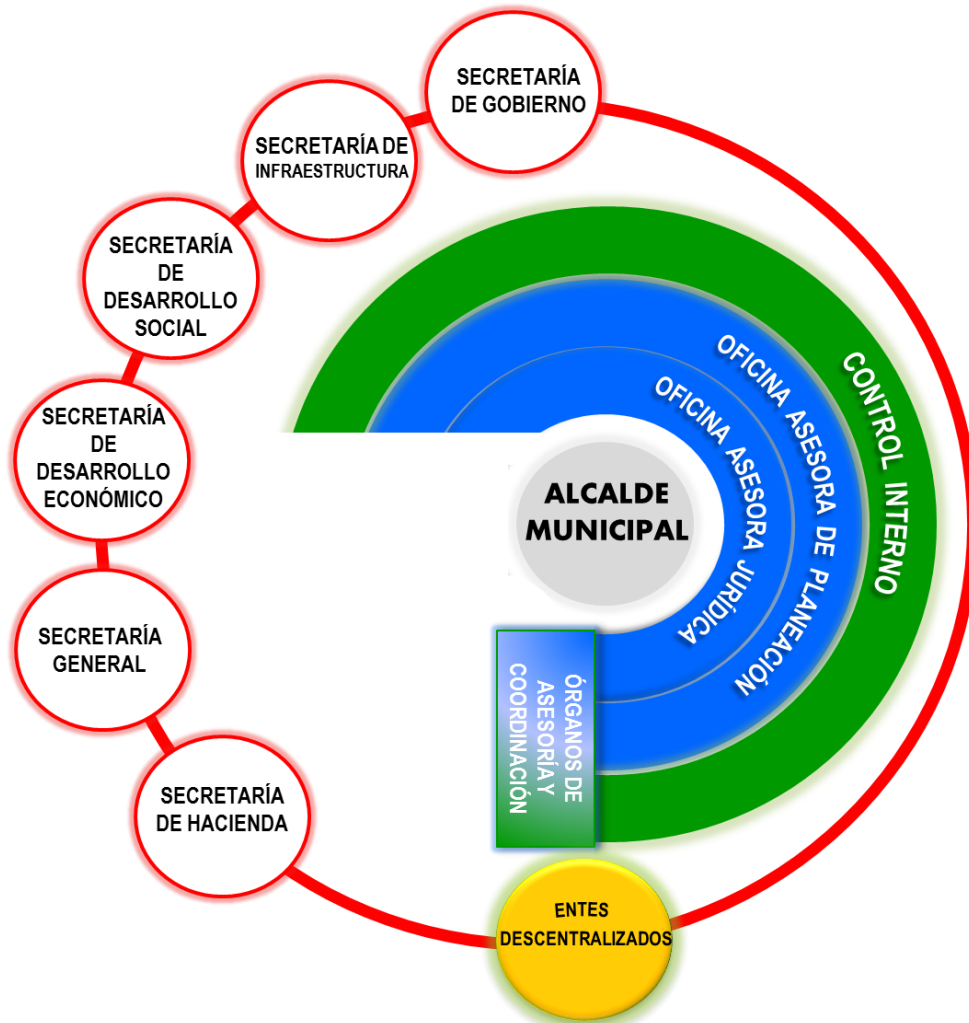 SECRETARÍA
DE GOBIERNO
SECRETARÍA DE
INFRAESTRUCTURA
SECRETARÍA
DE
DESARROLLO
SOCIAL
SECRETARÍA
DE
DESARROLLO
ECONÓMICO
SECRETARÍA
GENERAL
SECRETARÍA
DE HACIENDA
ALCALDE
MUNICIPAL
OFICINA ASESORA JURÍDICA
OFICINA ASESORA DE PLANEACIÓN
CONTROL INTERNO
ÓRGANOS DE
ASESORÍA Y
COORDINACIÓN
ENTES
DESCENTRALIZADOS